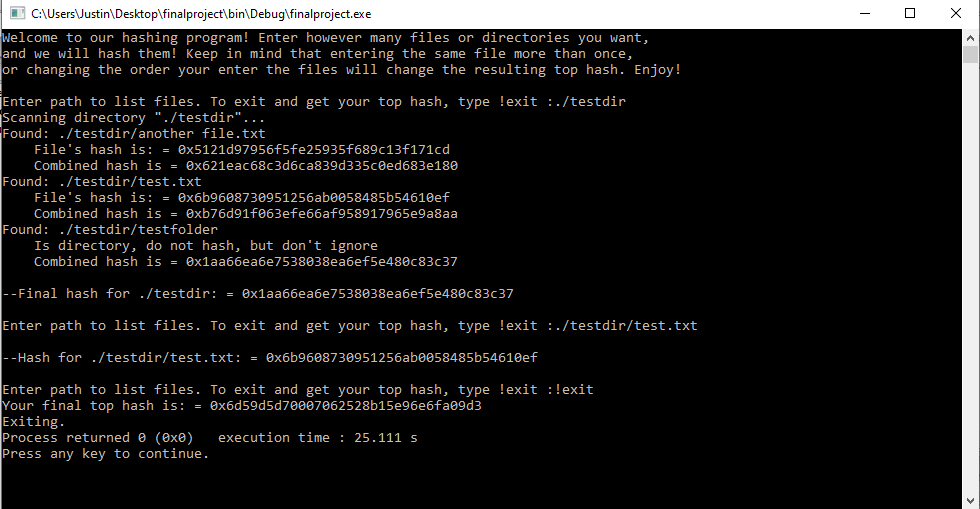 C:\Users\Justin\Desktop\finalproject\bin\Debug\finalproject.exe
Welcome to our hashing program! Enter however many files or directories you want,
and we will hash them! Keep in mind that entering the same file more than once,
or changing the order your enter the files will change the resulting top hash. Enjoy!
Enter path to list files. To exit and get your top hash, type !exit :./testdir
Scanning directory "./testdir"...
Found: ./testdir/another file.txt
File's hash is: = 0x5121d97956f5fe25935f689c13f171cd
Combined hash is = 0x621eac68c3d6ca839d335c0ed683e180
Found: ./testdir/test.txt
File's hash is: = 0x6b9608730951256ab0058485b54610ef
Combined hash is = 0xb76d91f063efe66af958917965e9a8aa
Found: ./testdir/testfolder
Is directory, do not hash, but don't ignore
Combined hash is = 0x1aa66ea6e7538038ea6ef5e480c83c37
--Final hash for ./testdir: = 0x1aa66ea6e7538038ea6ef5e480c83c37
Enter path to list files. To exit and get your top hash, type !exit :./testdir/test.txt
--Hash for ./testdir/test.txt: = 0x6b9608730951256ab0058485b54610ef
Enter path to list files. To exit and get your top hash, type !exit :!exit
Your final top hash is: = 0x6d59d5d70007062528b15e96e6fa09d3
Exiting.
Process returned 0 (0x0)   execution time : 25.111 s
Press any key to continue.